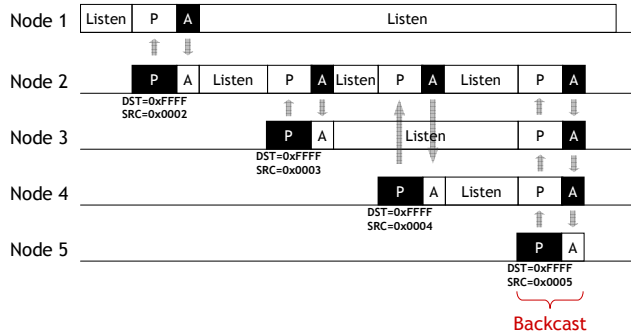 Node 1 Listen P A Listen
Node 2 P A Listen P A Listen P A Listen P A
DST=0xFFFF
SRC=0x0002
Node 3 P A Listen P A
DST=0xFFFF
SRC=0x0003
Node 4 P A Listen P A
DST=0xFFFF
SRC=0x0004
Node 5 P A
DST=0xFFFF
SRC=0x0005
Backcast